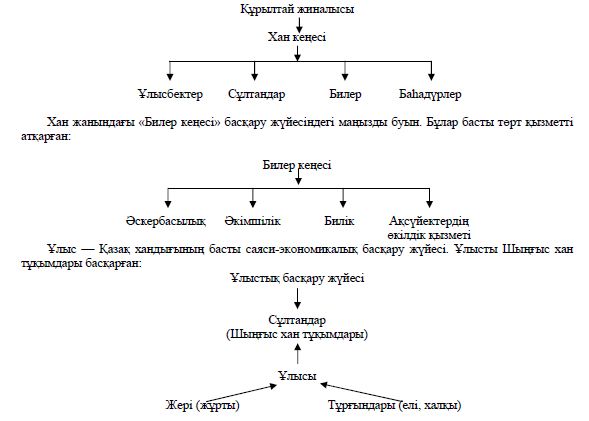 Құрылтай жиналысы
Хан кеңесі
Ұлысбектер Сұлтандар Билер Баһадүрлер
Хан жанындағы «Билер кеңесі» басқару жүйесіндегі маңызды буын. Бұлар басты төрт қызметті
атқарған:
Билер кеңесі
Әскербасылық Әкімшілік Билік Ақсүйектердің
өкілдік қызметі
Ұлыс — Қазақ хандығының басты саяси-экономикалық басқару жүйесі. Ұлысты Шыңғыс хан
тұқымдары басқарған:
Ұлыстық басқару жүйесі
Сұлтандар
(Шыңғыс хан тұқымдары)
Ұлысы
Жері (жұрты) Тұрғындары (елі, халқы)